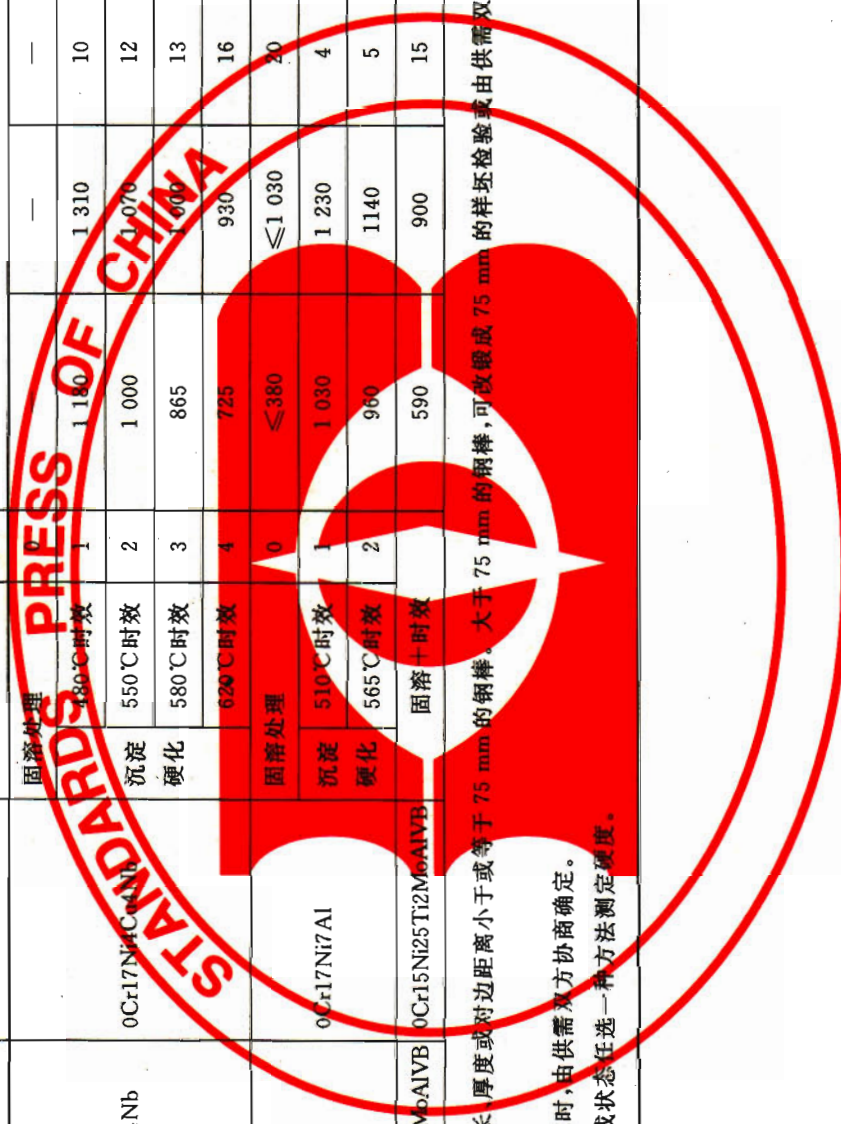 固溶处理 0 — — —
0Cr17Ni4Cu4Nb 沉淀硬化 480℃时效 1 1 180 1 310 10
4Nb 550℃时效 2 1 000 1 070 12
580℃时效 3 865 1 000 13
620℃时效 4 725 930 16
0Cr17Ni7Al 固溶处理 0 ≤380 ≤1 030 20
沉淀硬化 510℃时效 1 1 030 1 230 4
565℃时效 2 960 1140 5
MoAlVB 0Cr15Ni25Ti2MoAlVB 固溶+时效 590 900 15
长、厚度或对边距离小于或等于 75 mm 的钢棒。大于 75 mm 的钢棒,可改锻成 75 mm 的样坯检验或由供需双
时,由供需双方协商确定。
状态任选一种方法测定硬度。
STANDARDS PRESS OF CHINA